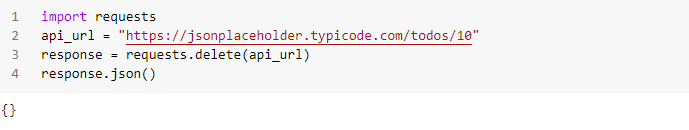 1 import requests
2 api_url = "https://jsonplaceholder.typicode.com/todos/10"
3 response = requests.delete(api_url)
4 response.json()
{}